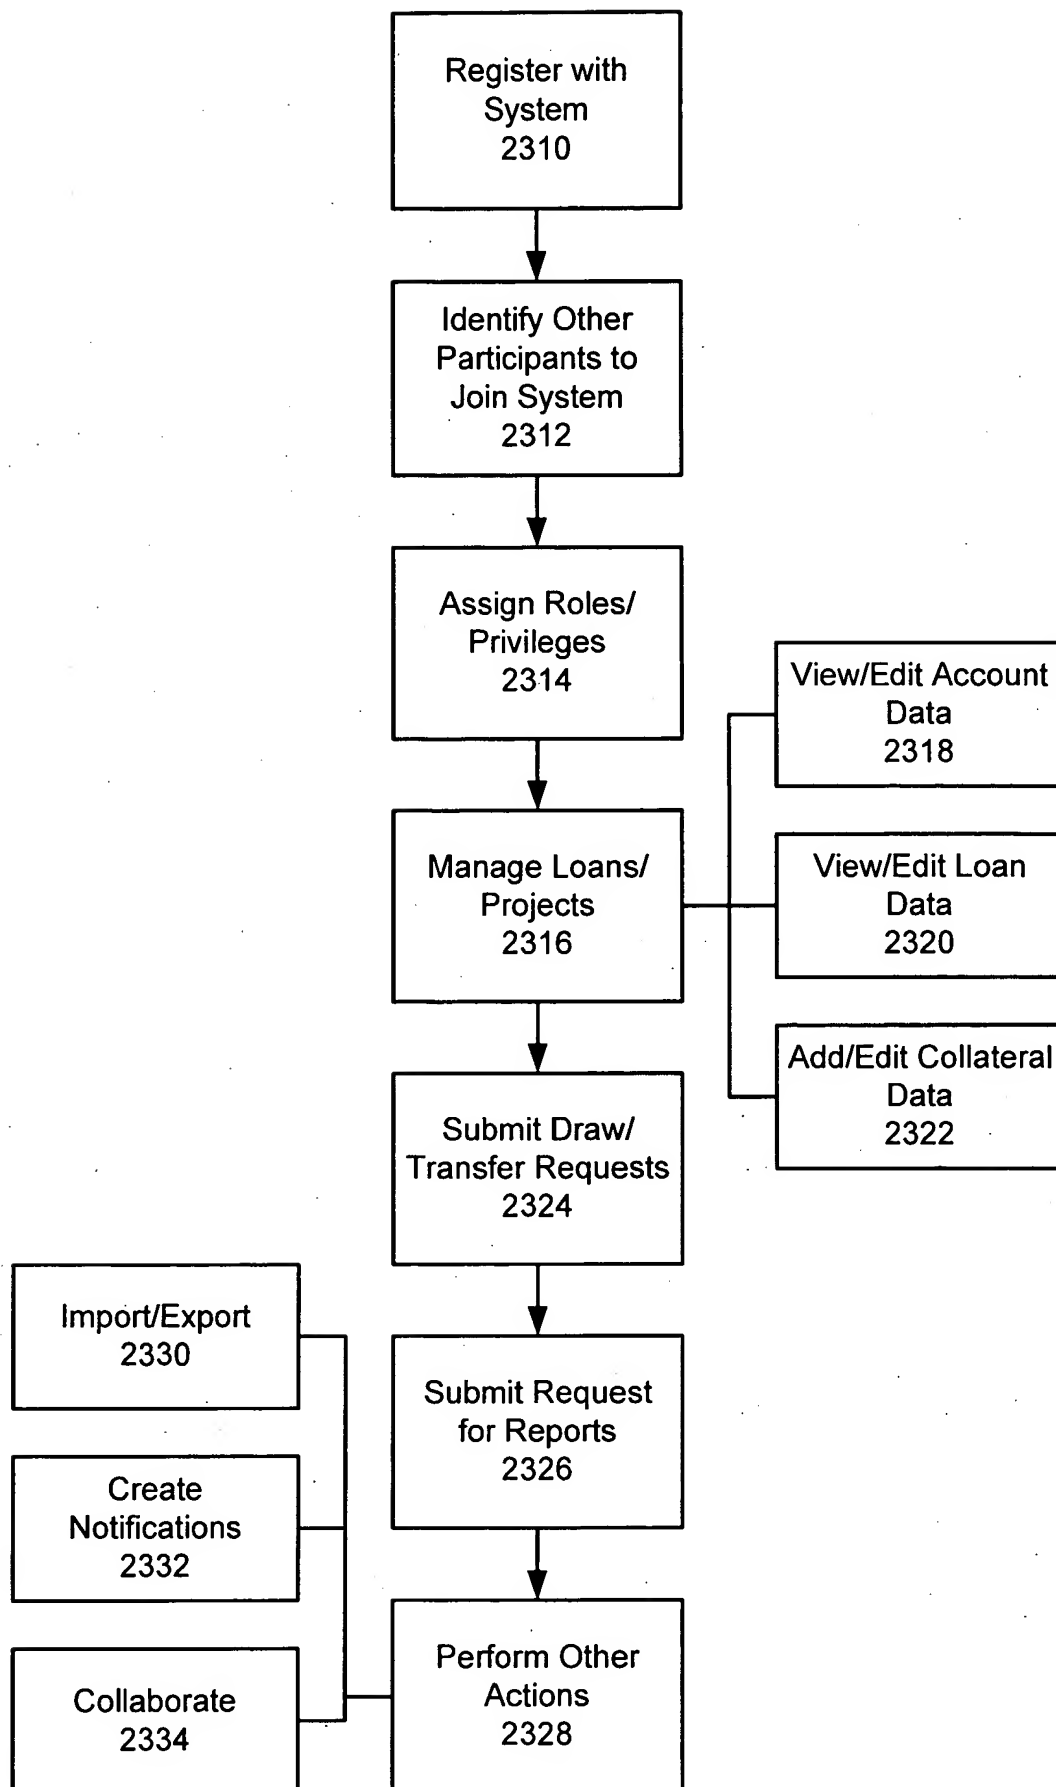 Register with
System
2310
Identify Other
Participants to
Join System
2312
Assign Roles/
Privileges
2314
Manage Loans/
Projects
2316
View/Edit Account
Data
2318
View/Edit Loan
Data
2320
Add/Edit Collateral
Data
2322
Submit Draw/
Transfer Requests
2324
Submit Request
for Reports
2326
Perform Other
Actions
2328
Import/Export
2330
Create
Notifications
2332
Collaborate
2334